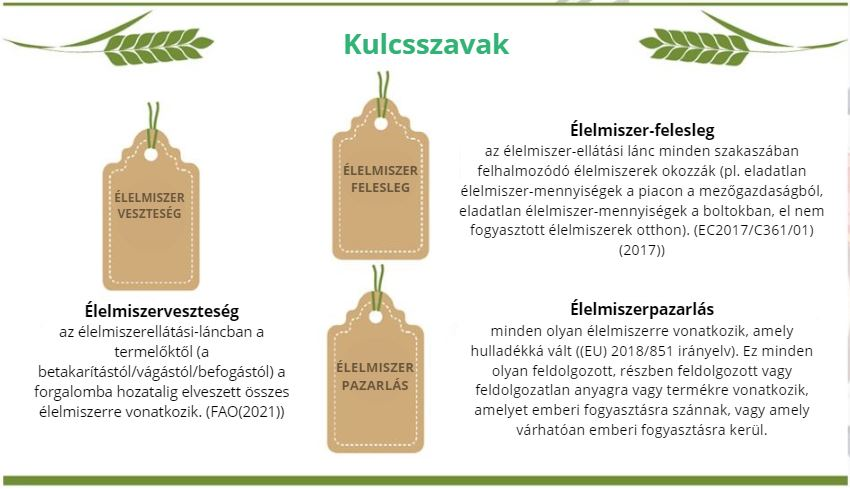 Kulcsszavak
ÉLELMISZER
VESZTESÉG
Élelmiszerveszteség
az élelmiszerellátási-láncban a
termelőktől (a
betakarítástól/vágástól/befogástól) a
forgalomba hozatalig elveszett összes
élelmiszerre vonatkozik. (FAO(2021))
ÉLELMISZER
FELESLEG
Élelmiszer-felesleg
az élelmiszer-ellátási lánc minden szakaszában
felhalmozódó élelmiszerek okozzák (pl. eladatlan
élelmiszer-mennyiségek a piacon a mezőgazdaságból,
eladatlan élelmiszer-mennyiségek a boltokban, el nem
fogyasztott élelmiszerek otthon). (EC2017/C361/01)
(2017))
ÉLELMISZER
PAZARLÁS
Élelmiszerpazarlás
minden olyan élelmiszerre vonatkozik, amely
hulladékká vált ((EU) 2018/851 irányelv). Ez minden
olyan feldolgozott, részben feldolgozott vagy
feldolgozatlan anyagra vagy termékre vonatkozik,
amelyet emberi fogyasztásra szánnak, vagy amely
várhatóan emberi fogyasztásra kerül.